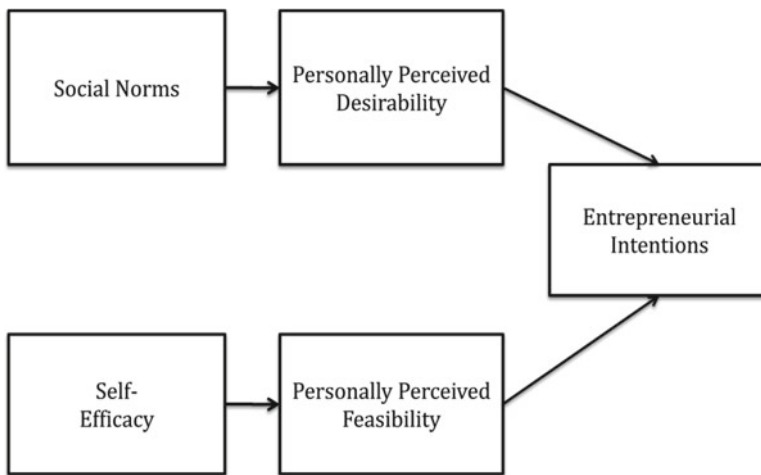 Social Norms
Personally Perceived
Desirability
Entrepreneurial
Intentions
Self-
Efficacy
Personally Perceived
Feasibility